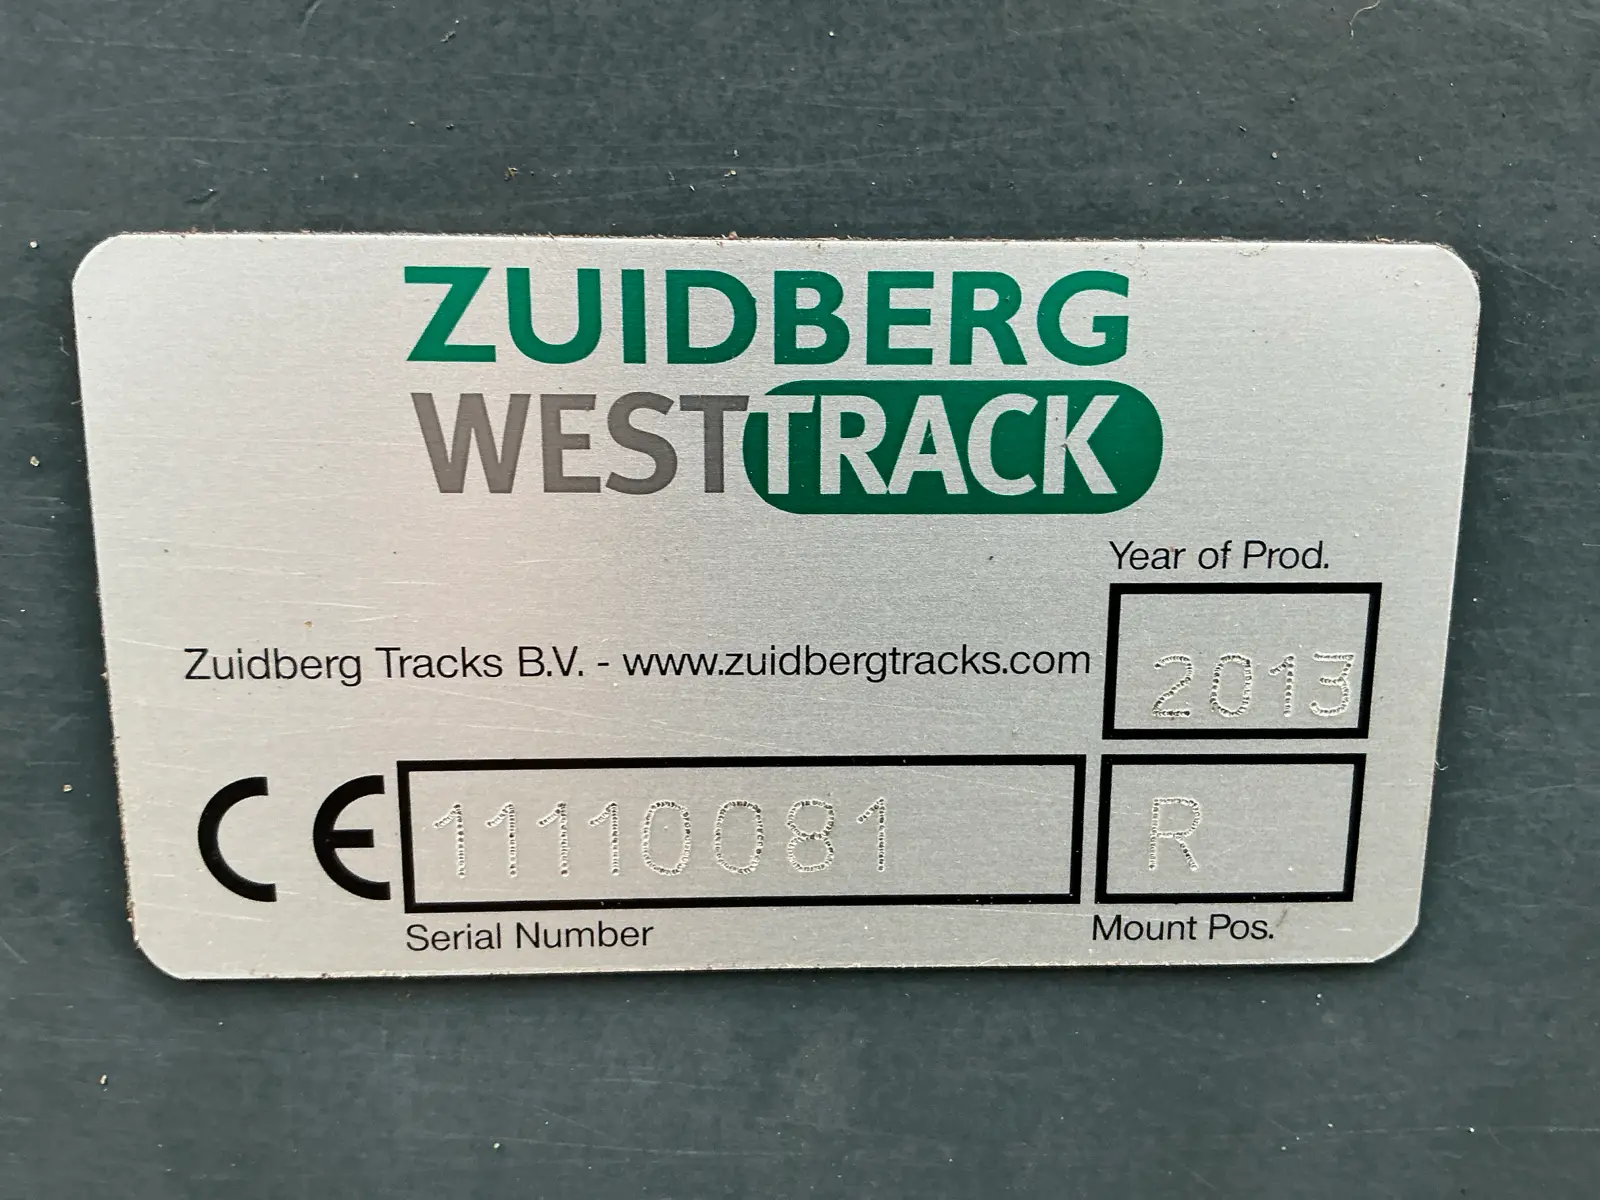 ZUIDBERG
WESTTRACK
Year of Prod.
2013
Zuidberg Tracks B.V. - www.zuidbergtracks.com
CE
11110081
R
Serial Number
Mount Pos.